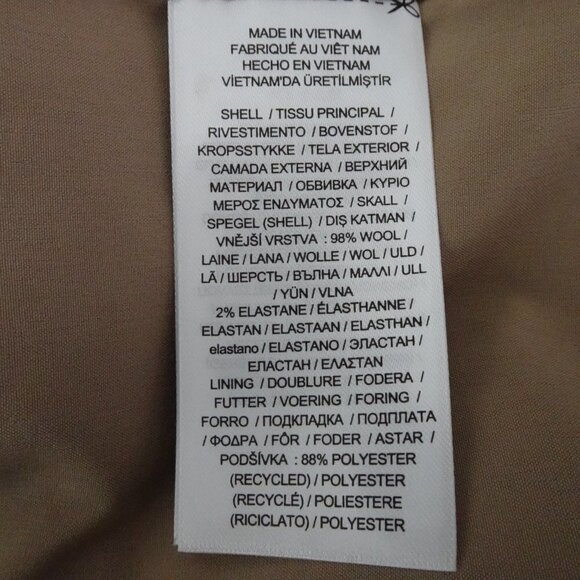 MADE IN VIETNAM
FABRIQUÉ AU VIÊT NAM
HECHO EN VIETNAM
VİETNAM'DA ÜRETİLMİŞTİR
SHELL / TISSU PRINCIPAL /
RIVESTIMENTO / BOVENSTOF /
KROPSSTYKKE / TELA EXTERIOR /
CAMADA EXTERNA / ВЕРХНИЙ
МАТЕРИАЛ / ОБВИВКА / ΚΥΡΙΟ
ΜΕΡΟΣ ΕΝΔΥΜΑΤΟΣ / SKALL /
SPEGEL (SHELL) / DIŞ KATMAN /
VNĚJŠÍ VRSTVA : 98% WOOL /
LAINE / LANA / WOLLE / WOL / ULD /
LÃ / ШЕРСТЬ / ВЪЛНА / ΜΑΛΛΙ / ULL
/ YÜN / VLNA
2% ELASTANE / ÉLASTHANNE /
ELASTAN / ELASTAAN / ELASTHAN /
elastano / ELASTANO / ЭЛАСТАН /
ЕЛАСТАН / ΕΛΑΣΤΑΝ
LINING / DOUBLURE / FODERA /
FUTTER / VOERING / FORING /
FORRO / ПОДКЛАДКА / ПОДПЛАТА
/ ΦΟΔΡΑ / FÔR / FODER / ASTAR /
PODŠÍVKA : 88% POLYESTER
(RECYCLED) / POLYESTER
(RECYCLÉ) / POLIESTERE
(RICICLATO) / POLYESTER